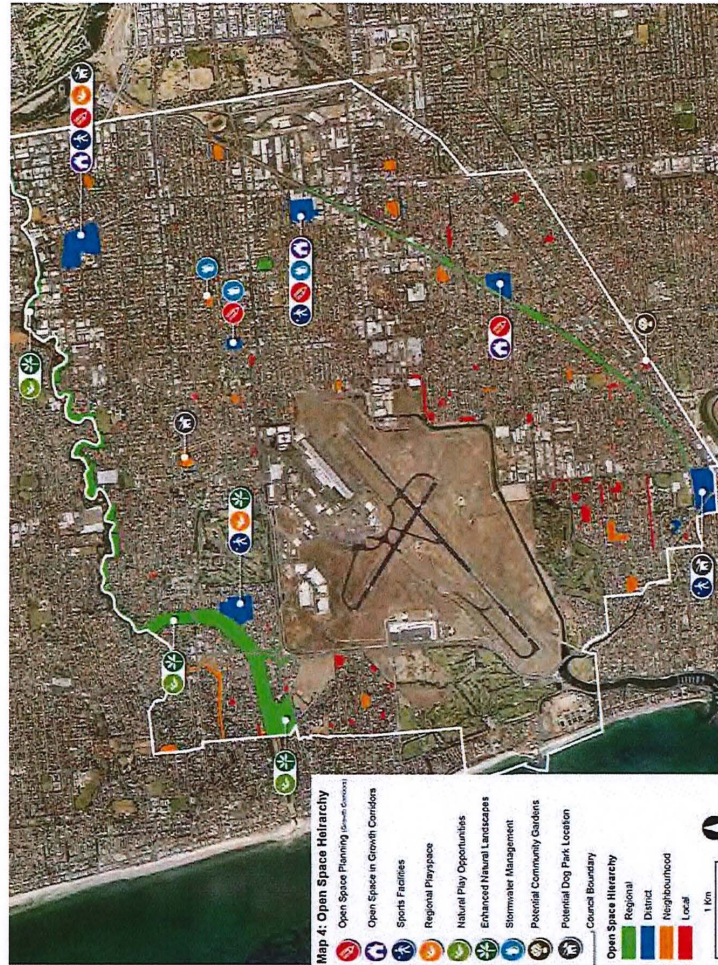 Map 4: Open Space Heirarchy
Open Space Planning (Growth Corridors)
Open Space in Growth Corridors
Sports Facilities
Regional Playspace
Natural Play Opportunities
Enhanced Natural Landscapes
Stormwater Management
Potential Community Gardens
Potential Dog Park Location
Council Boundary
Open Space Hierarchy
Regional
District
Neighbourhood
Local
1 Km